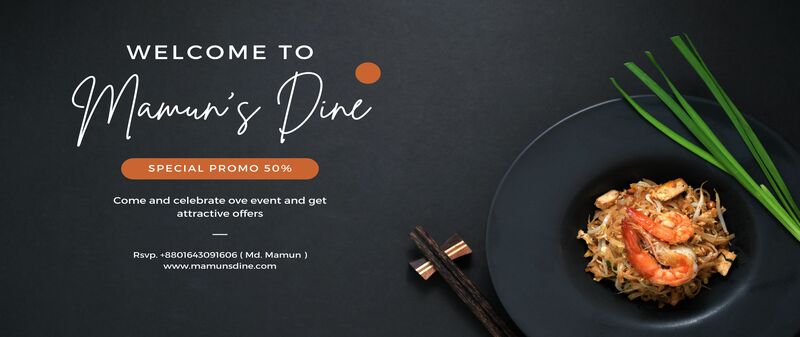 WELCOME TO
Mamun's Dine
SPECIAL PROMO 50%
Come and celebrate ove event and get
attractive offers
Rsvp. +8801643091606 ( Md. Mamun )
www.mamunsdine.com